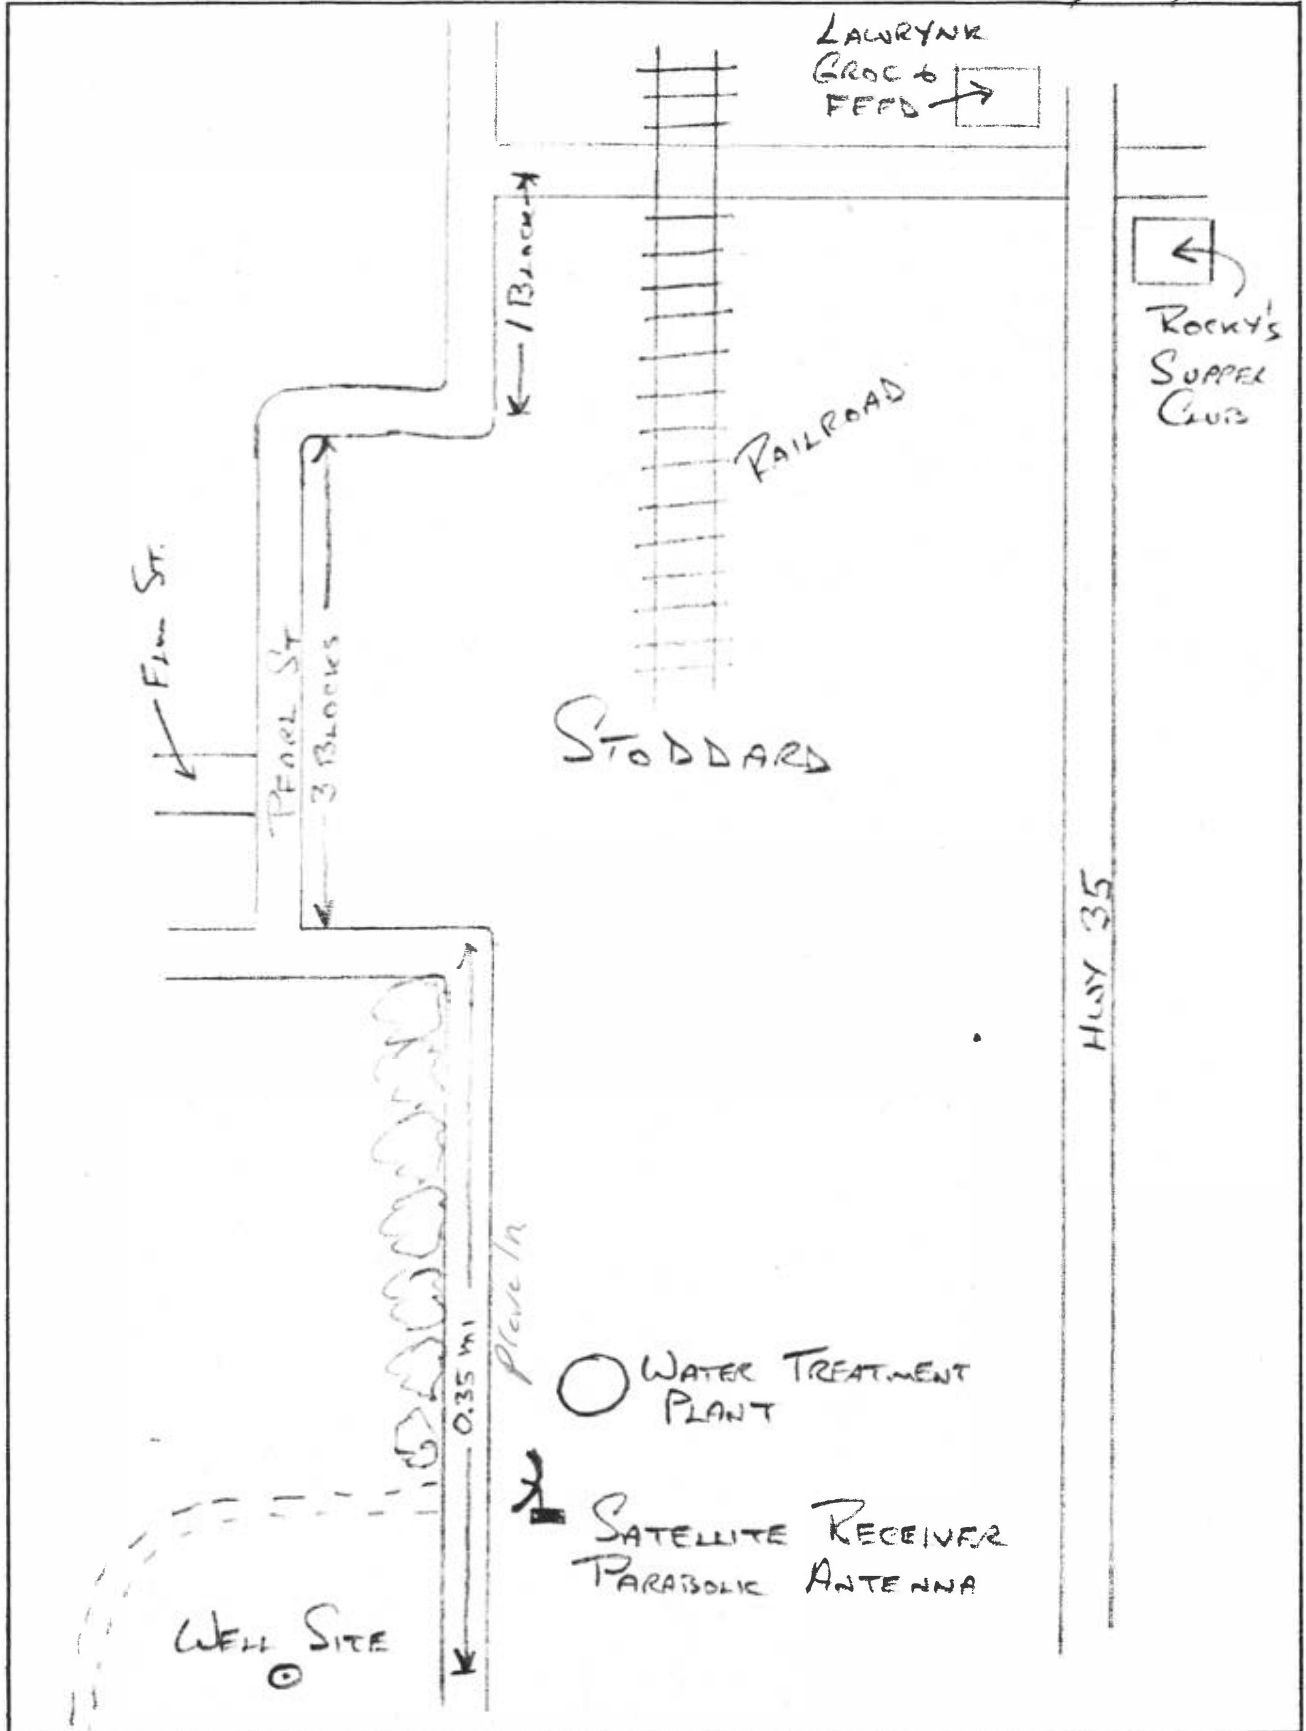 LAWRYNK
GROC &
FEED
1 BLOCK
ROCKY'S
SUPPER
CLUB
RAILROAD
ST.
PEARL ST
3 BLOCKS
STODDARD
HWY 35
0.35 mi
WATER TREATMENT
PLANT
SATELLITE RECEIVER
PARABOLIC ANTENNA
WELL SITE